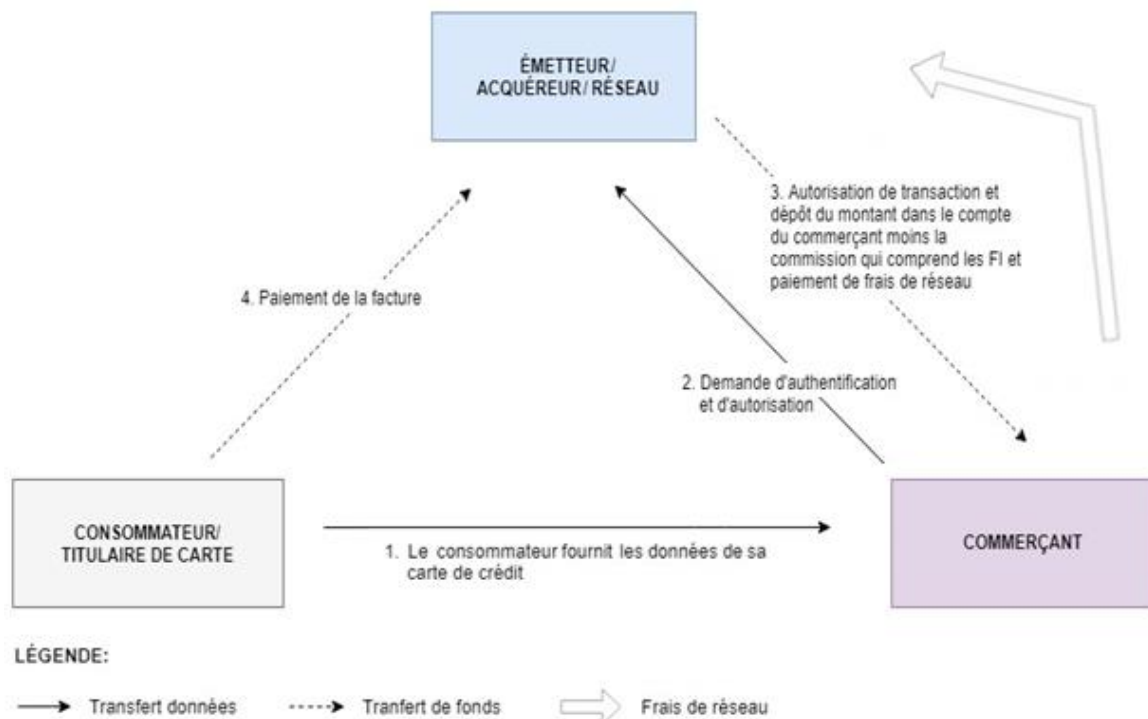 ÉMETTEUR/
ACQUÉREUR/ RÉSEAU
3. Autorisation de transaction et
dépôt du montant dans le compte
du commerçant moins la
commission qui comprend les FI et
paiement de frais de réseau
4. Paiement de la facture
2. Demande d'authentification
et d'autorisation
CONSOMMATEUR/
TITULAIRE DE CARTE
1. Le consommateur fournit les données de sa
carte de crédit
COMMERÇANT
LÉGENDE:
Transfert données
Tranfert de fonds
Frais de réseau